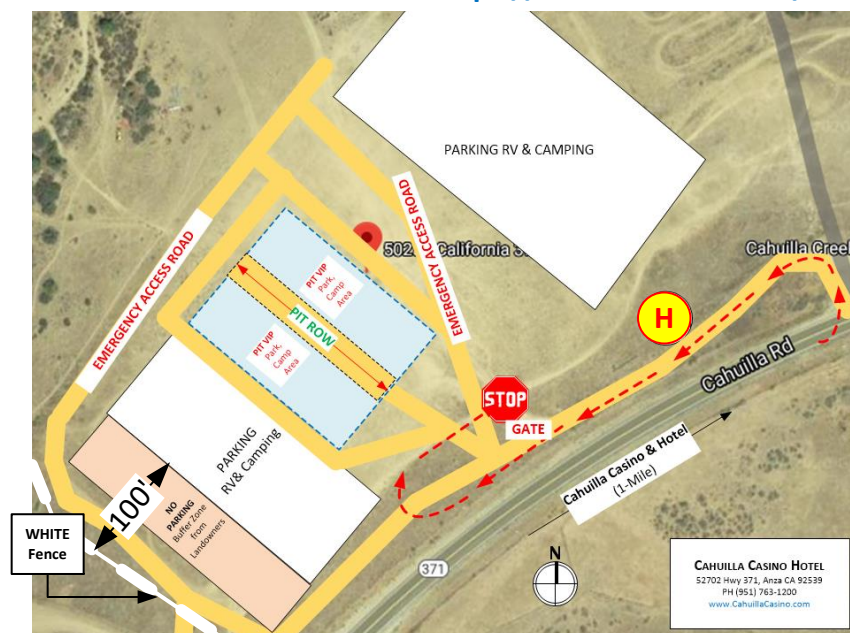 PARKING RV & CAMPING
EMERGENCY ACCESS ROAD
EMERGENCY ACCESS ROAD
Cahuilla Creek
PIT VIP
Park,
Camp
Area
PIT ROW
PIT VIP
Park,
Camp
Area
H
Cahuilla Rd
STOP
GATE
PARKING
RV& Camping
Cahuilla Casino & Hotel
(1-Mile)
NO
PARKING
Buffer Zone
from
Landowners
100'
WHITE
Fence
371
N
CAHUILLA CASINO HOTEL
52702 Hwy 371, Anza CA 92539
PH (951) 763-1200
www.CahuillaCasino.com